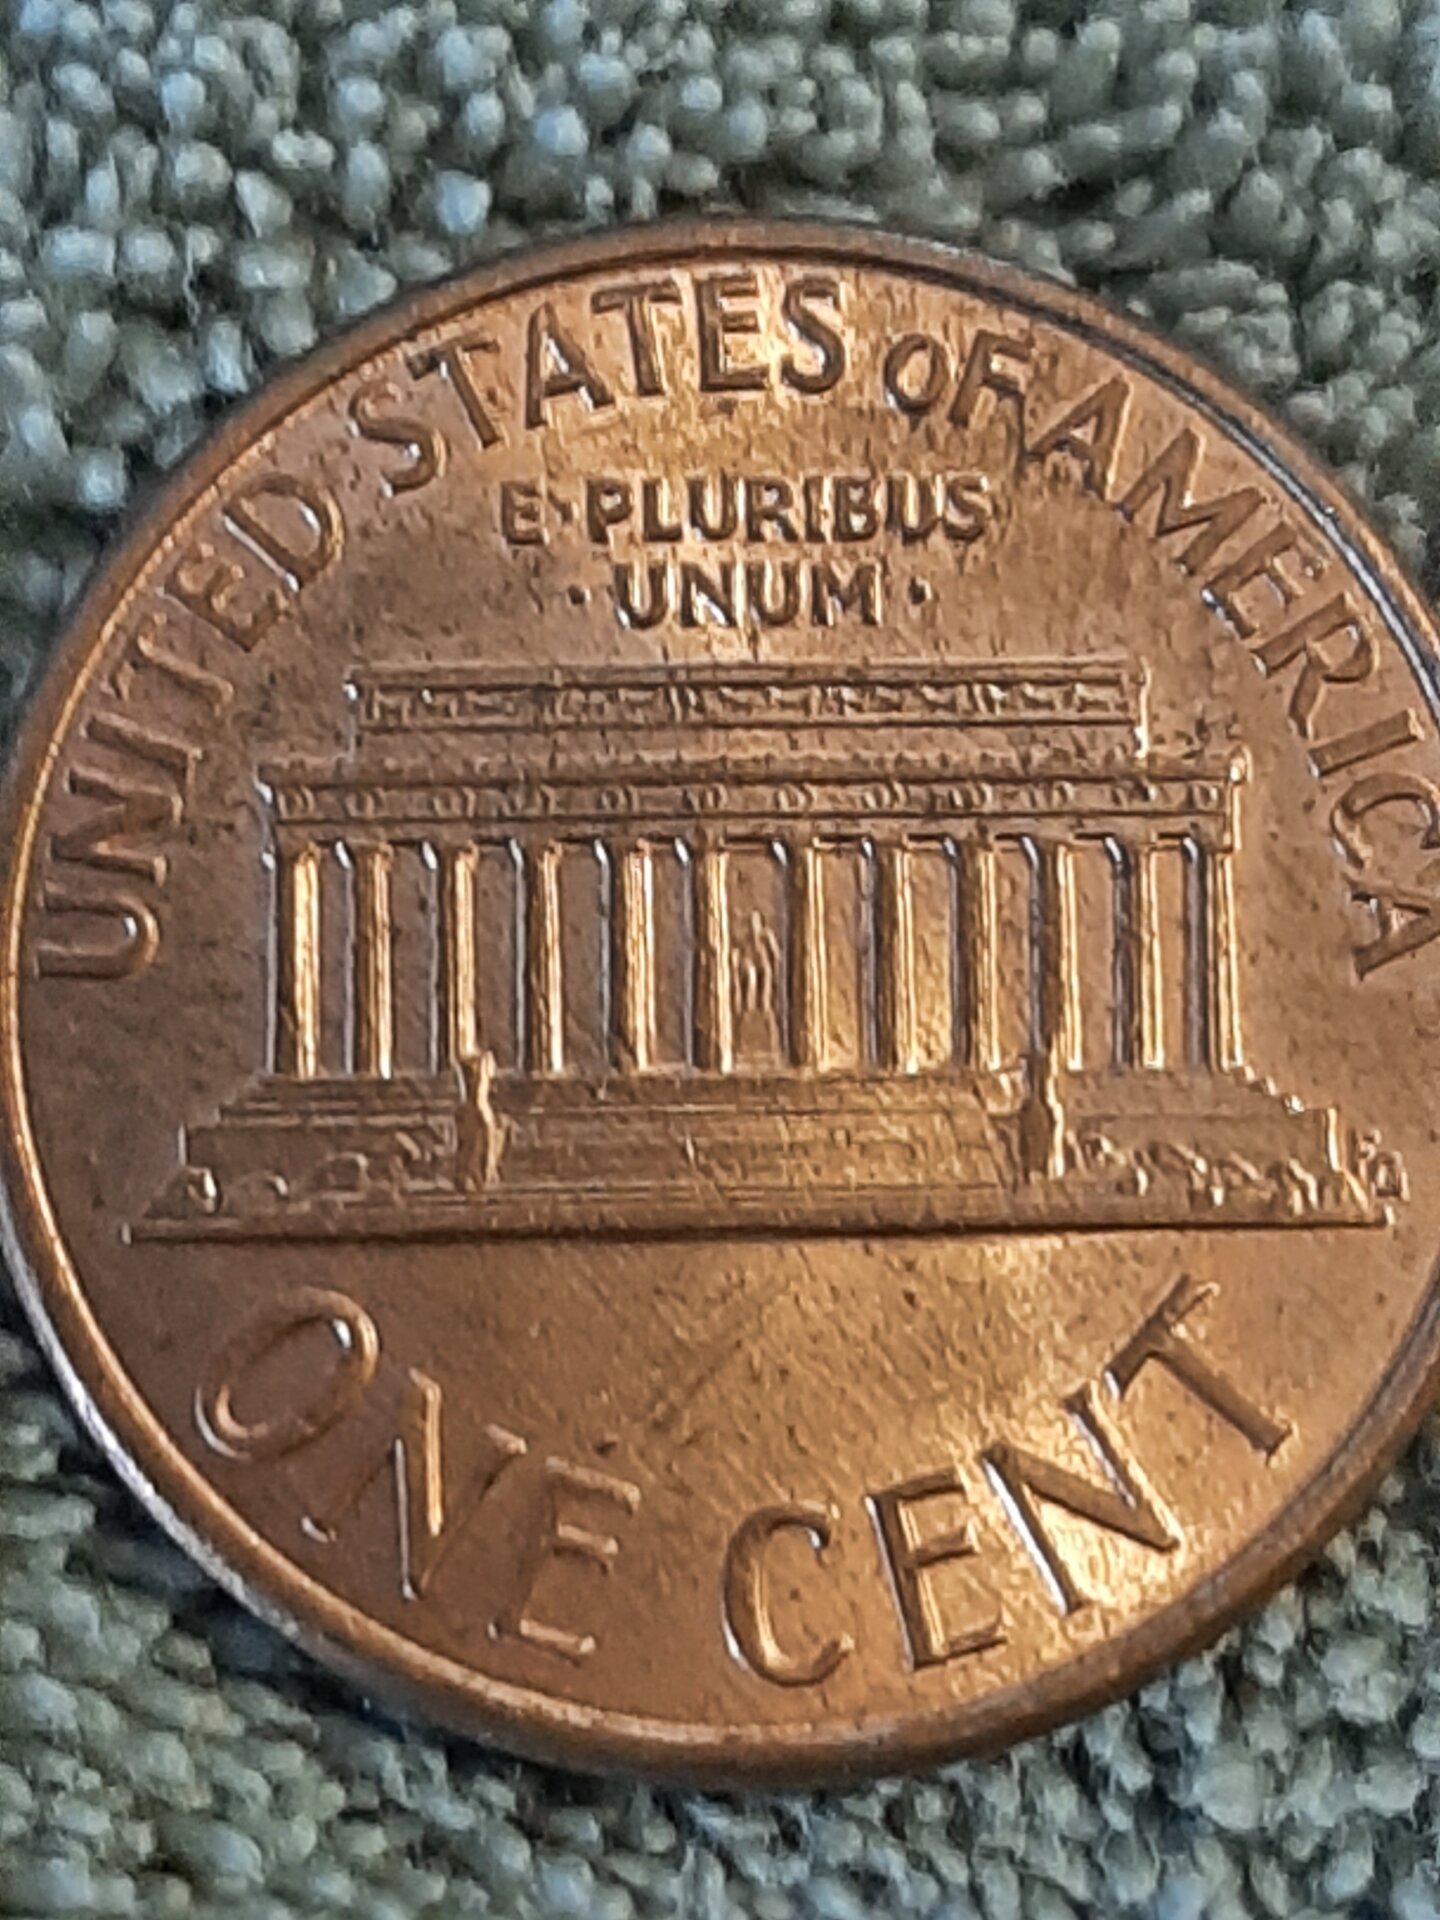 UNITED STATES OF AMERICA
E·PLURIBUS
·UNUM·
ONE CENT